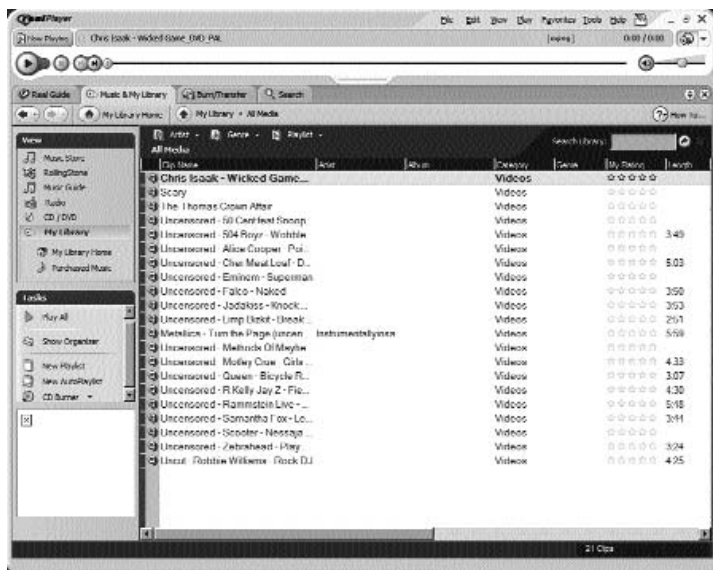 RealPlayer File Edit View Play Favorites Tools Help
Now Playing Chris Isaak - Wicked Game_DVD_PAL [mpeg] 0:00 / 0:00
Real Guide Music & My Library Burn/Transfer Search
My Library Home My Library All Media How to...
View
Music Store
RollingStone
Music Guide
Radio
CD / DVD
My Library
My Library Home
Purchased Music
Tasks
Play All
Show Organizer
New Playlist
New AutoPlaylist
CD Burner
Artist Genre Playlist
All Media Search Library:
Clip Name Artist Album Category Genre My Rating Length
Chris Isaak - Wicked Game... Videos
Scary Videos
The Thomas Crown Affair Videos
Uncensored - 50 Cent feat Snoop Videos
Uncensored - 504 Boyz - Wobble Videos 3:49
Uncensored - Alice Cooper - Poi... Videos
Uncensored - Cher Meat Loaf - D... Videos 5:03
Uncensored - Eminem - Superman Videos
Uncensored - Falco - Naked Videos 3:50
Uncensored - Jadakiss - Knock... Videos 3:53
Uncensored - Limp Bizkit - Break... Videos 2:51
Metallica - Turn the Page (uncen... Videos 5:59
Uncensored - Methods Of Mayhe... Videos
Uncensored - Motley Crue - Girls... Videos 4:33
Uncensored - Queen - Bicycle R... Videos 3:07
Uncensored - R Kelly Jay Z - Fie... Videos 4:30
Uncensored - Rammstein Live - ... Videos 5:48
Uncensored - Samantha Fox - Le... Videos 3:44
Uncensored - Scooter - Nessaja Videos
Uncensored - Zebrahead - Play... Videos 3:24
Uncut - Robbie Williams - Rock DJ Videos 4:25
21 Clips